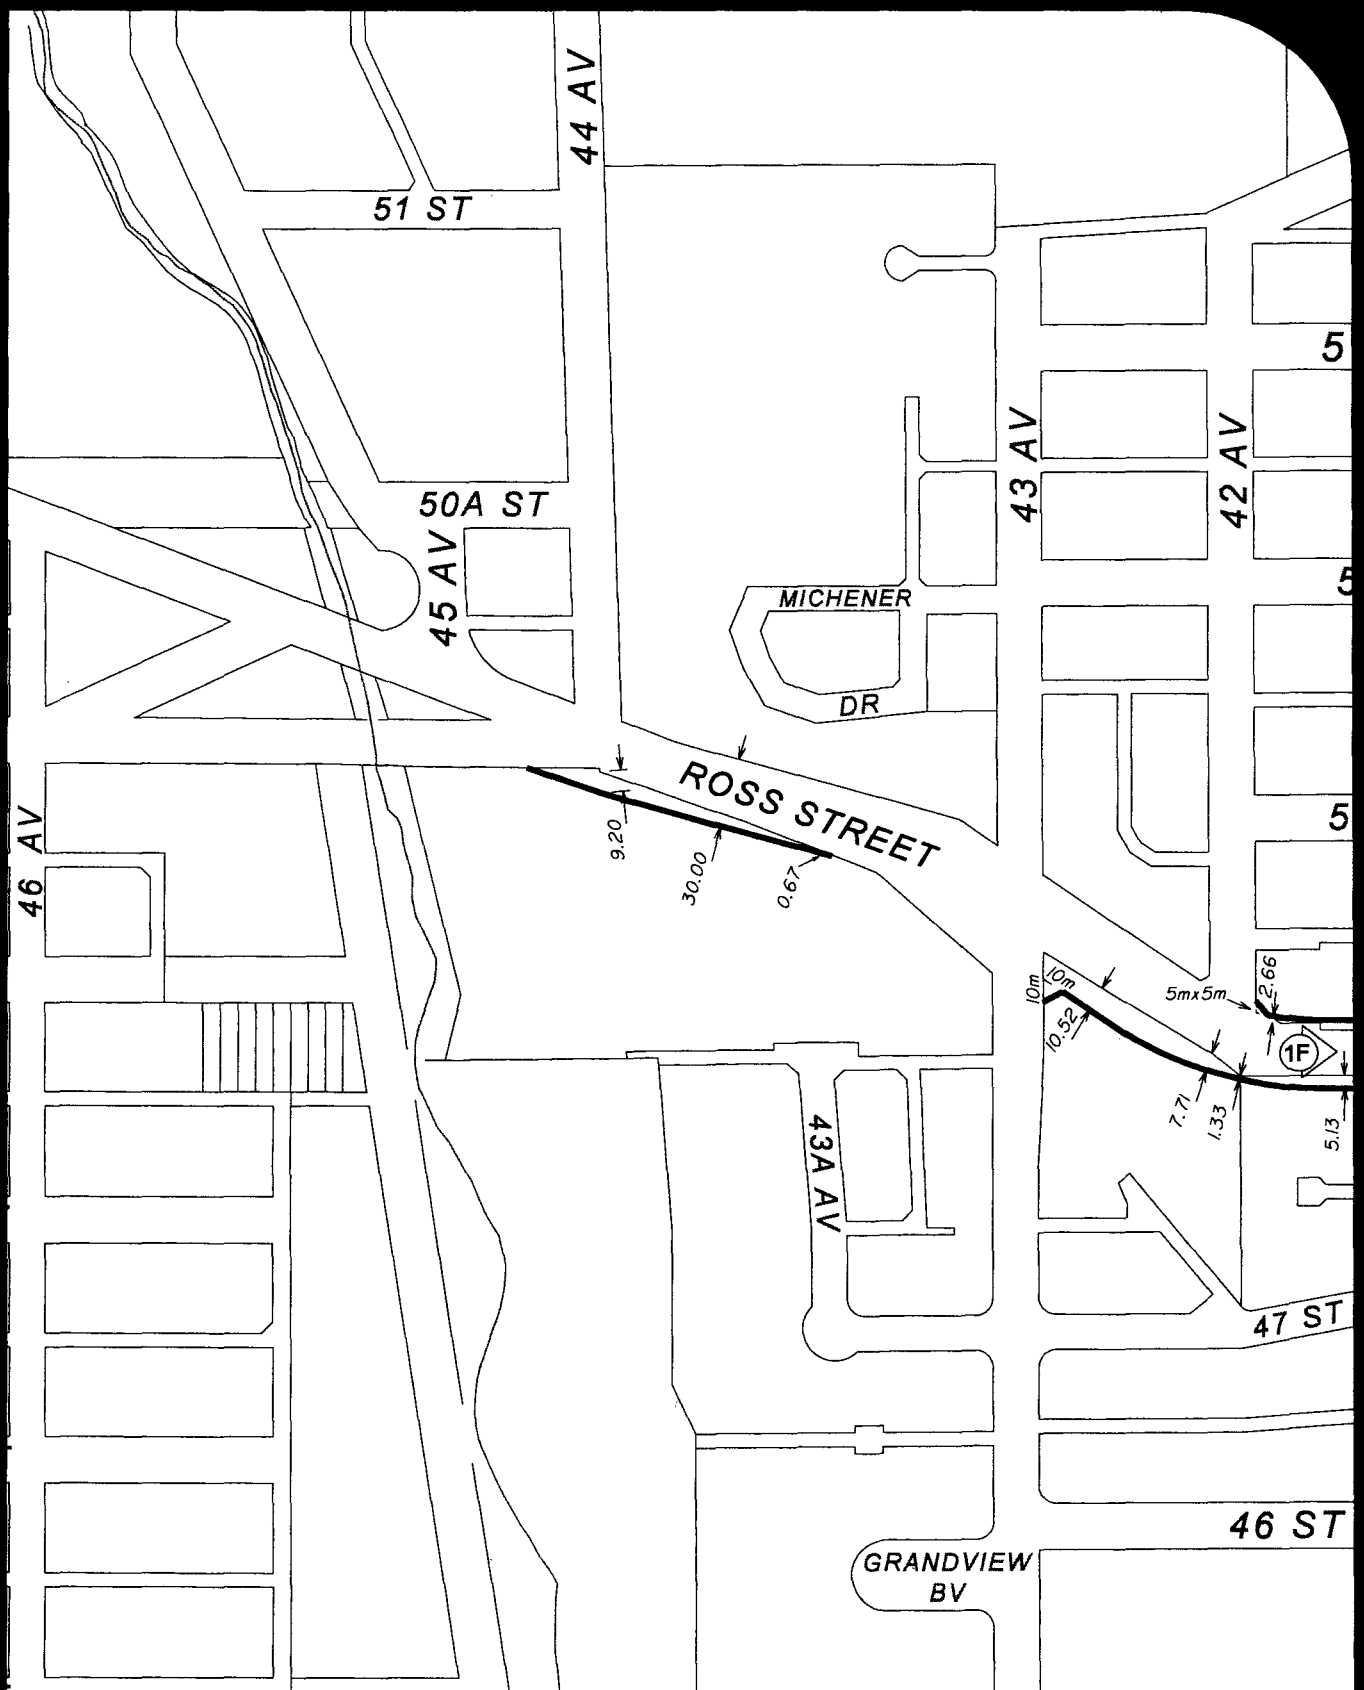 44 AV
51 ST
5
43 AV
42 AV
50A ST
45 AV
MICHENER
5
DR
ROSS STREET
46 AV
9.20
30.00
0.67
5
10m
10m
10.52
5mx5m
2.66
1F
7.71
1.33
5.13
43A AV
47 ST
46 ST
GRANDVIEW
BV